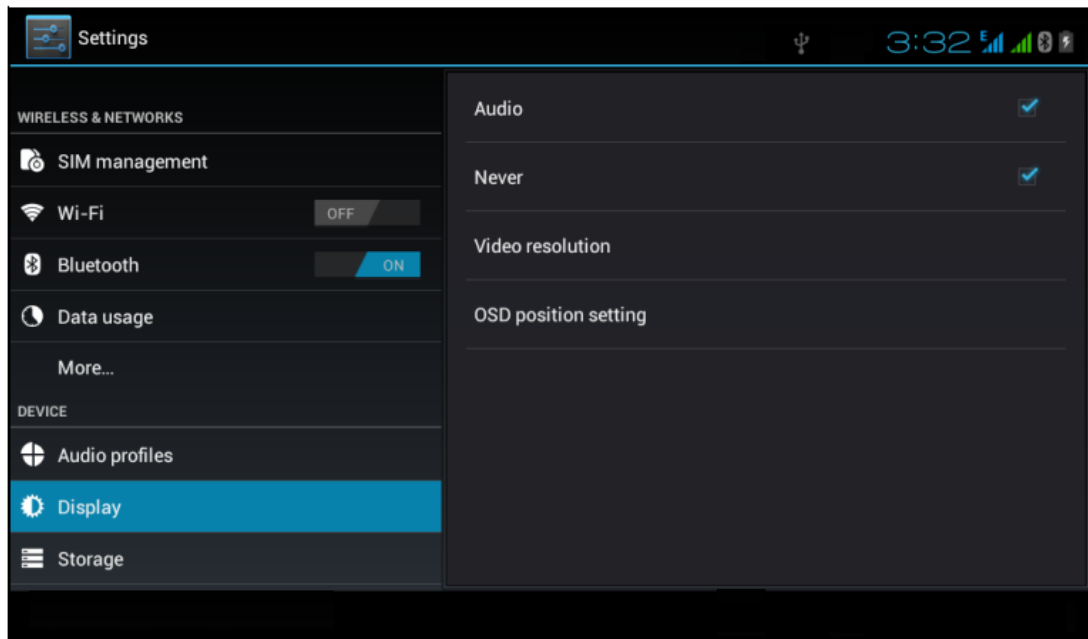 Settings
3:32 E
WIRELESS & NETWORKS
SIM management
Wi-Fi OFF
Bluetooth ON
Data usage
More...
DEVICE
Audio profiles
Display
Storage
Audio
Never
Video resolution
OSD position setting